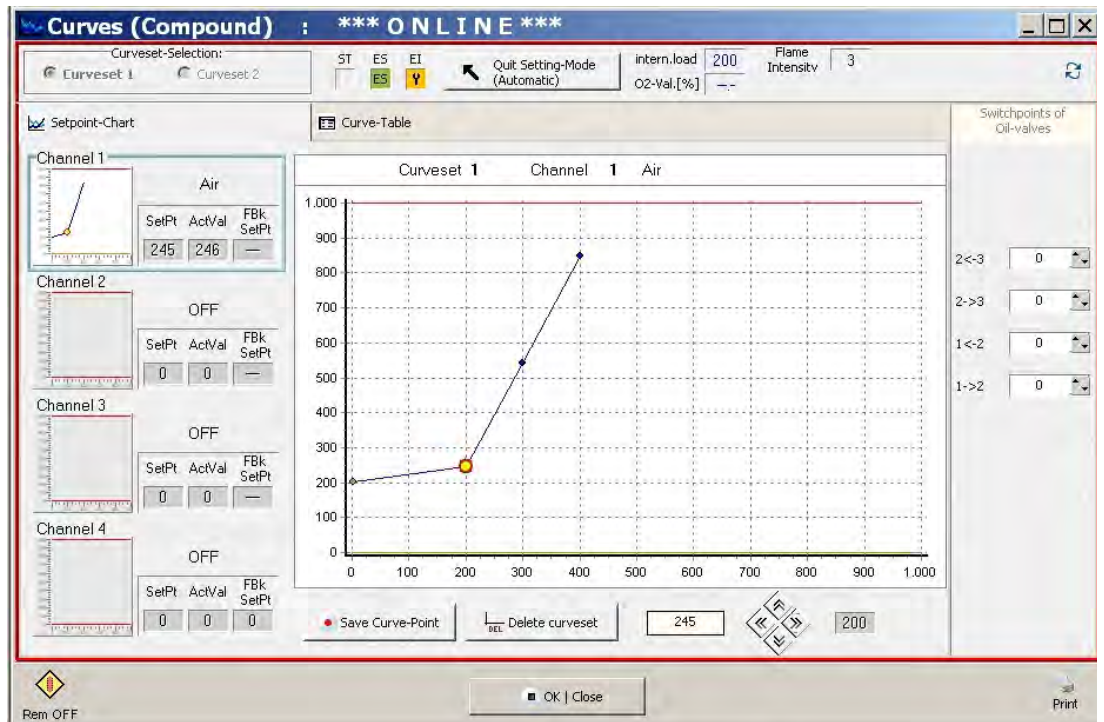 Curves (Compound) : *** O N L I N E ***
Curveset-Selection:
Curveset 1 Curveset 2
ST ES EI
ES Y
Quit Setting-Mode
(Automatic)
intern.load 200
O2-Val.[%] -.-
Flame
Intensity 3
Setpoint-Chart
Curve-Table
Switchpoints of
Oil-valves
Channel 1
Air
SetPt ActVal FBk
SetPt
245 246 —
Channel 2
OFF
SetPt ActVal FBk
SetPt
0 0 —
Channel 3
OFF
SetPt ActVal FBk
SetPt
0 0 —
Channel 4
OFF
SetPt ActVal FBk
SetPt
0 0 0
Curveset 1 Channel 1 Air
1.000
900
800
700
600
500
400
300
200
100
0
0 100 200 300 400 500 600 700 800 900 1.000
Save Curve-Point
DEL Delete curveset
245
200
2<-3 0
2->3 0
1<-2 0
1->2 0
Rem OFF
OK | Close
Print